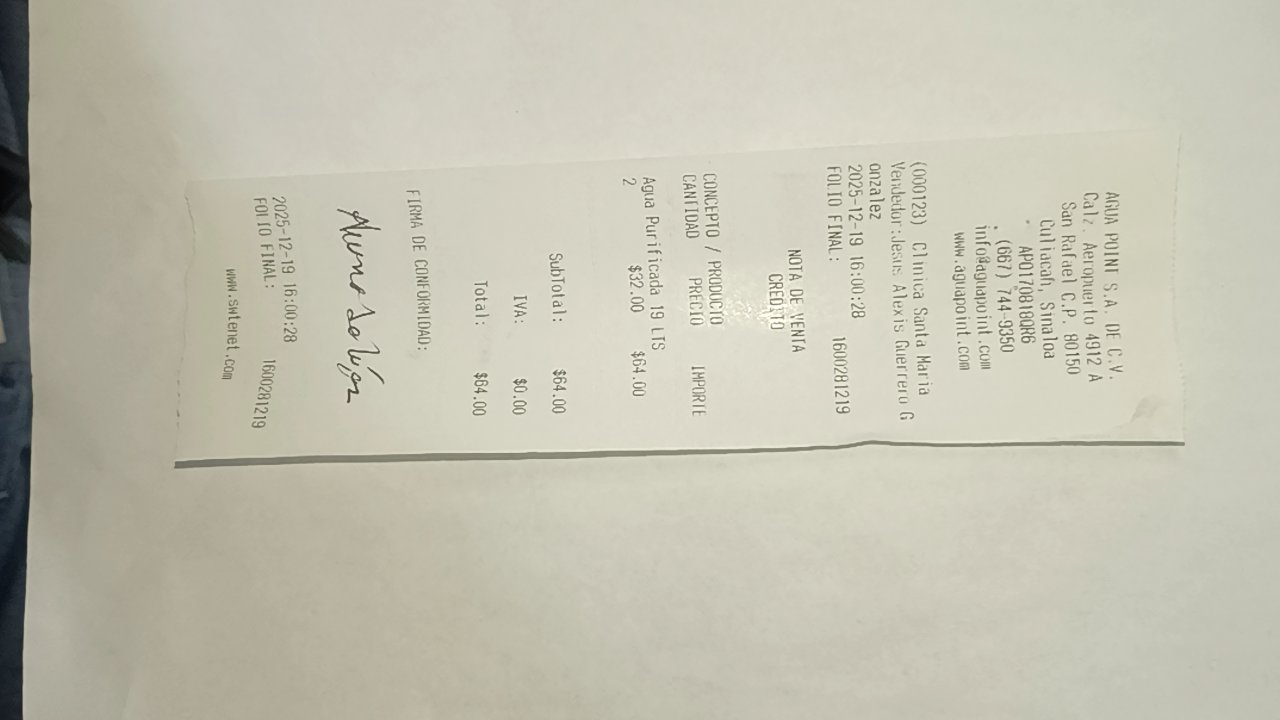 AGUA POINT S.A. DE C.V.
Calz. Aeropuerto 4912 A
San Rafael C.P. 80150
Culiacah, Sinaloa
APO170818QR6
(667) 744-9350
info@aguapoint.com
www.aguapoint.com
(000123) Clinica Santa Maria
Vendedor:Jesus Alexis Guerrero G
onzalez
2025-12-19 16:00:28
FOLIO FINAL: 1600281219
NOTA DE VENTA
CREDITO
CONCEPTO / PRODUCTO
CANTIDAD PRECIO IMPORTE
Agua Purificada 19 LTS
2 $32.00 $64.00
SubTotal: $64.00
IVA: $0.00
Total: $64.00
FIRMA DE CONFORMIDAD:
2025-12-19 16:00:28
FOLIO FINAL: 1600281219
www.swtenet.com